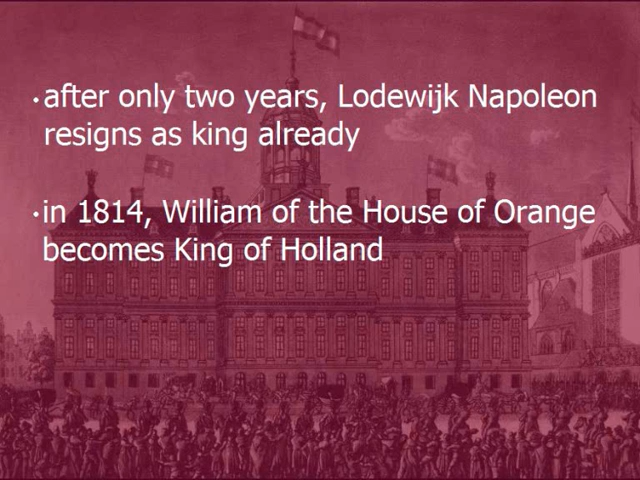 • after only two years, Lodewijk Napoleon
resigns as king already
• in 1814, William of the House of Orange
becomes King of Holland